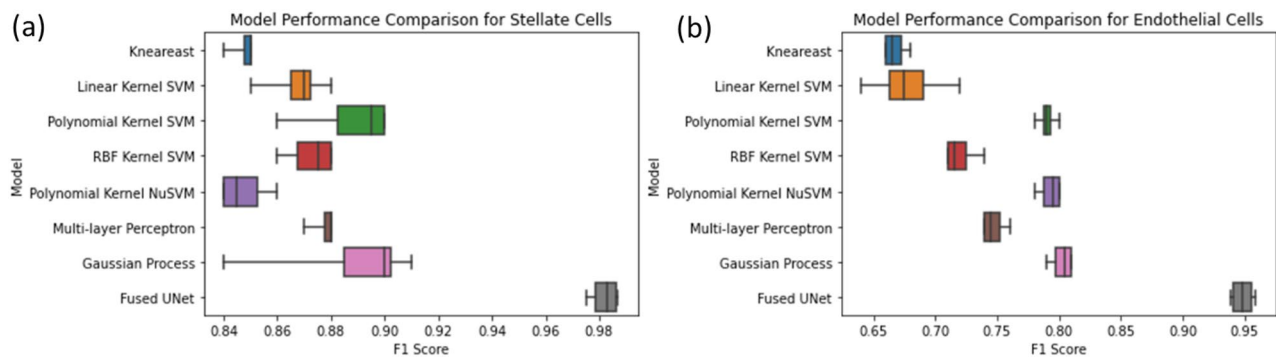 (a)
Model Performance Comparison for Stellate Cells
Model
Kneareast
Linear Kernel SVM
Polynomial Kernel SVM
RBF Kernel SVM
Polynomial Kernel NuSVM
Multi-layer Perceptron
Gaussian Process
Fused UNet
0.84 0.86 0.88 0.90 0.92 0.94 0.96 0.98
F1 Score
(b)
Model Performance Comparison for Endothelial Cells
Model
Kneareast
Linear Kernel SVM
Polynomial Kernel SVM
RBF Kernel SVM
Polynomial Kernel NuSVM
Multi-layer Perceptron
Gaussian Process
Fused UNet
0.65 0.70 0.75 0.80 0.85 0.90 0.95
F1 Score